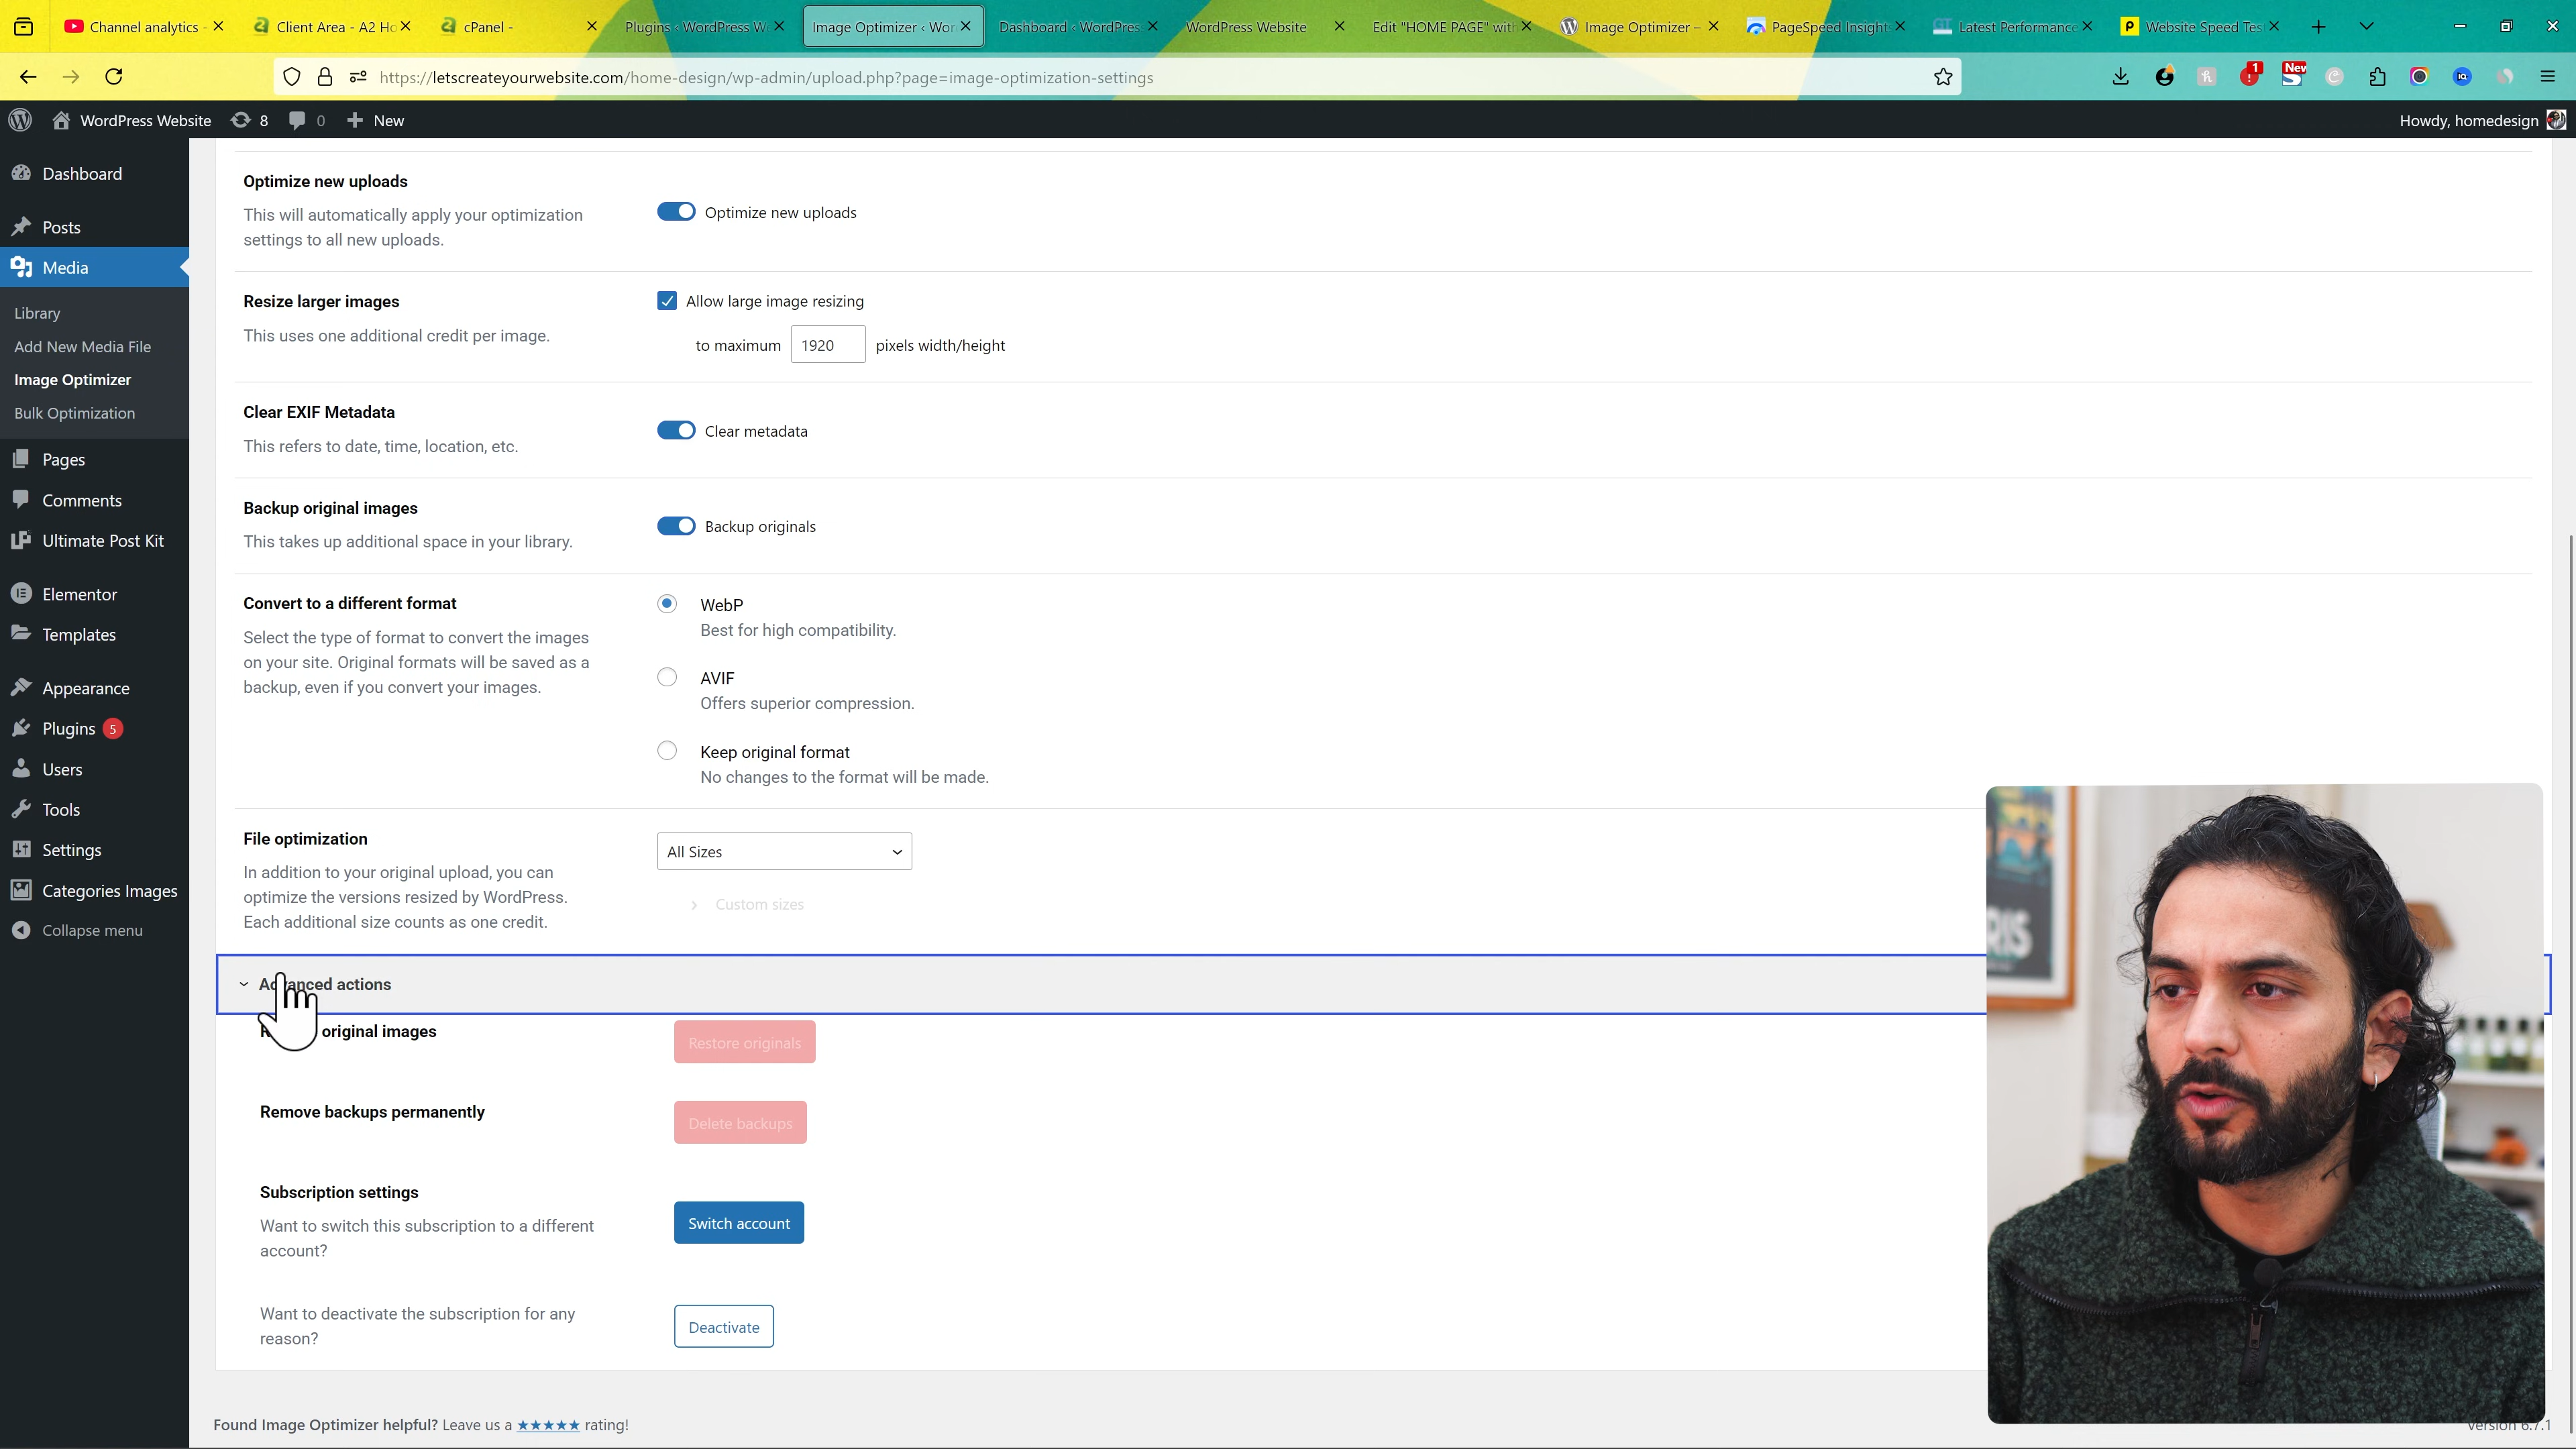 Channel analytics -
Client Area - A2 Ho
cPanel -
Plugins ‹ WordPress W
Image Optimizer ‹ Wor
Dashboard ‹ WordPres
WordPress Website
Edit "HOME PAGE" wit
Image Optimizer –
PageSpeed Insight
Latest Performance
Website Speed Tes
https://letscreateyourwebsite.com/home-design/wp-admin/upload.php?page=image-optimization-settings
1
New
WordPress Website
8
0
New
Howdy, homedesign
Dashboard
Posts
Media
Library
Add New Media File
Image Optimizer
Bulk Optimization
Pages
Comments
Ultimate Post Kit
Elementor
Templates
Appearance
Plugins 5
Users
Tools
Settings
Categories Images
Collapse menu
Optimize new uploads
This will automatically apply your optimization
settings to all new uploads.
Optimize new uploads
Resize larger images
This uses one additional credit per image.
Allow large image resizing
to maximum 1920 pixels width/height
Clear EXIF Metadata
This refers to date, time, location, etc.
Clear metadata
Backup original images
This takes up additional space in your library.
Backup originals
Convert to a different format
Select the type of format to convert the images
on your site. Original formats will be saved as a
backup, even if you convert your images.
WebP
Best for high compatibility.
AVIF
Offers superior compression.
Keep original format
No changes to the format will be made.
File optimization
In addition to your original upload, you can
optimize the versions resized by WordPress.
Each additional size counts as one credit.
All Sizes
Custom sizes
Advanced actions
original images
Restore originals
Remove backups permanently
Delete backups
Subscription settings
Want to switch this subscription to a different
account?
Switch account
Want to deactivate the subscription for any
reason?
Deactivate
Found Image Optimizer helpful? Leave us a ★★★★★ rating!
Version 6.7.1
RIS